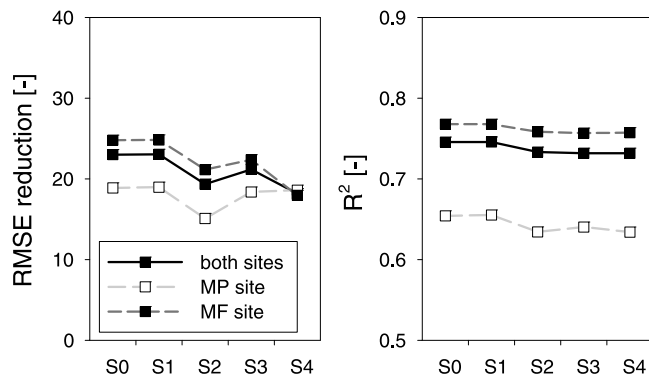 RMSE reduction [-]
40
30
20
10
0
both sites
MP site
MF site
S0 S1 S2 S3 S4
R² [-]
0.9
0.8
0.7
0.6
0.5
S0 S1 S2 S3 S4